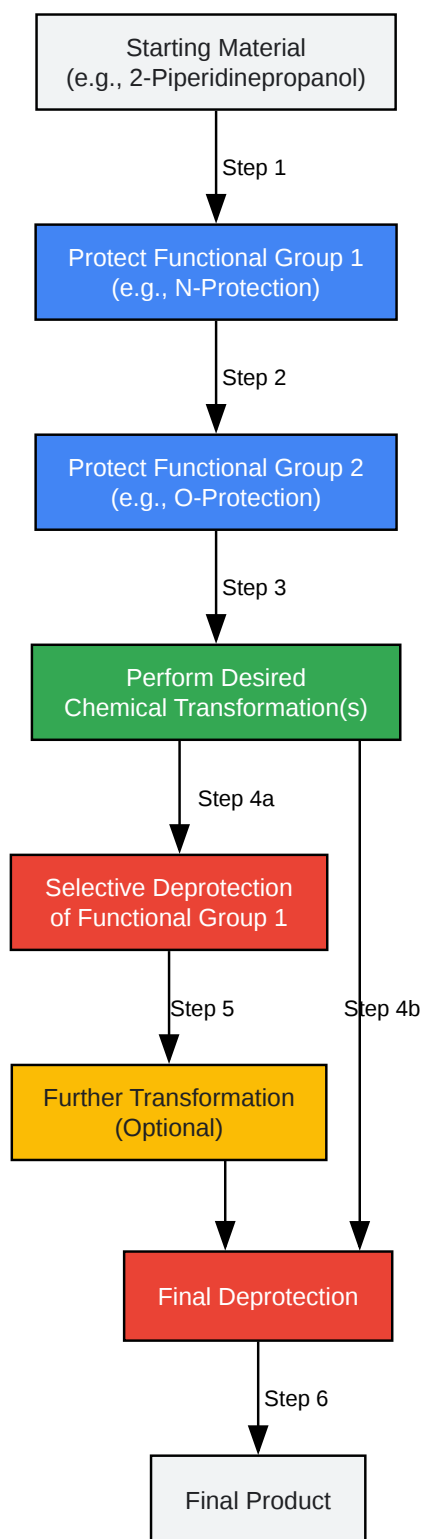 Starting Material
(e.g., 2-Piperidinepropanol)
Step 1
Protect Functional Group 1
(e.g., N-Protection)
Step 2
Protect Functional Group 2
(e.g., O-Protection)
Step 3
Perform Desired
Chemical Transformation(s)
Step 4a
Selective Deprotection
of Functional Group 1
Step 5
Step 4b
Further Transformation
(Optional)
Final Deprotection
Step 6
Final Product